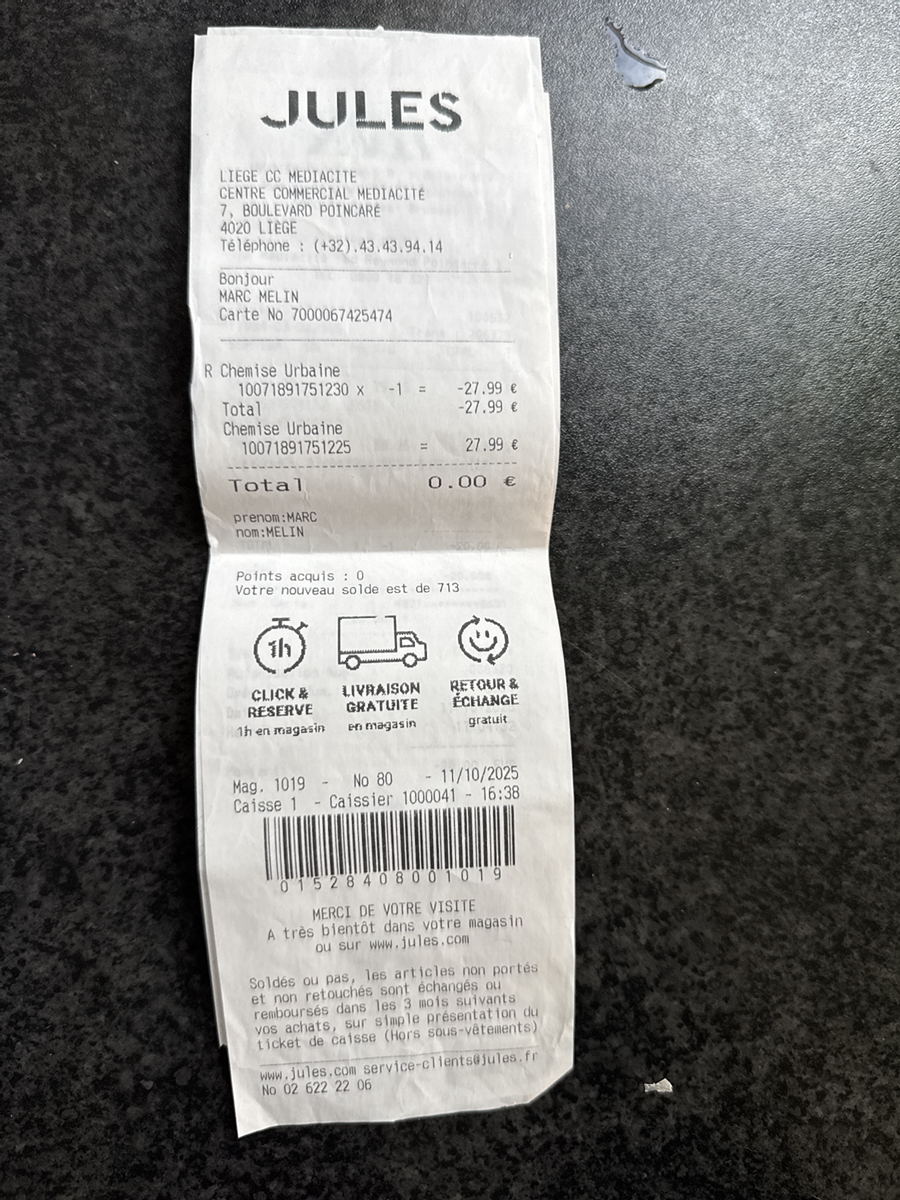 JULES
LIEGE CC MEDIACITE
CENTRE COMMERCIAL MEDIACITÉ
7, BOULEVARD POINCARÉ
4020 LIÈGE
Téléphone : (+32).43.43.94.14
Bonjour
MARC MELIN
Carte No 7000067425474
R Chemise Urbaine
10071891751230 x -1 = -27.99 €
Total -27.99 €
Chemise Urbaine
10071891751225 = 27.99 €
Total 0.00 €
prenom:MARC
nom:MELIN
Points acquis : 0
Votre nouveau solde est de 713
1h
CLICK & RÉSERVE 1h en magasin
LIVRAISON GRATUITE en magasin
RETOUR & ÉCHANGE gratuit
Mag. 1019 - No 80 - 11/10/2025
Caisse 1 - Caissier 1000041 - 16:38
01528408001019
MERCI DE VOTRE VISITE
A très bientôt dans votre magasin
ou sur www.jules.com
Soldés ou pas, les articles non portés
et non retouchés sont échangés ou
remboursés dans les 3 mois suivants
vos achats, sur simple présentation du
ticket de caisse (Hors sous-vêtements)
www.jules.com service-clients@jules.fr
No 02 622 22 06